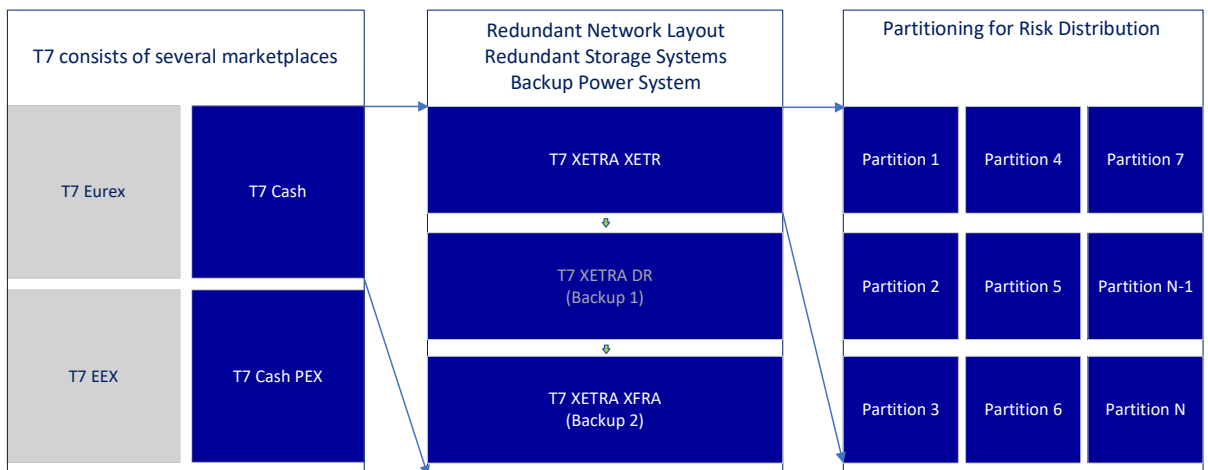 T7 consists of several marketplaces
T7 Eurex
T7 Cash
T7 EEX
T7 Cash PEX
Redundant Network Layout
Redundant Storage Systems
Backup Power System
T7 XETRA XETR
T7 XETRA DR
(Backup 1)
T7 XETRA XFRA
(Backup 2)
Partitioning for Risk Distribution
Partition 1
Partition 4
Partition 7
Partition 2
Partition 5
Partition N-1
Partition 3
Partition 6
Partition N